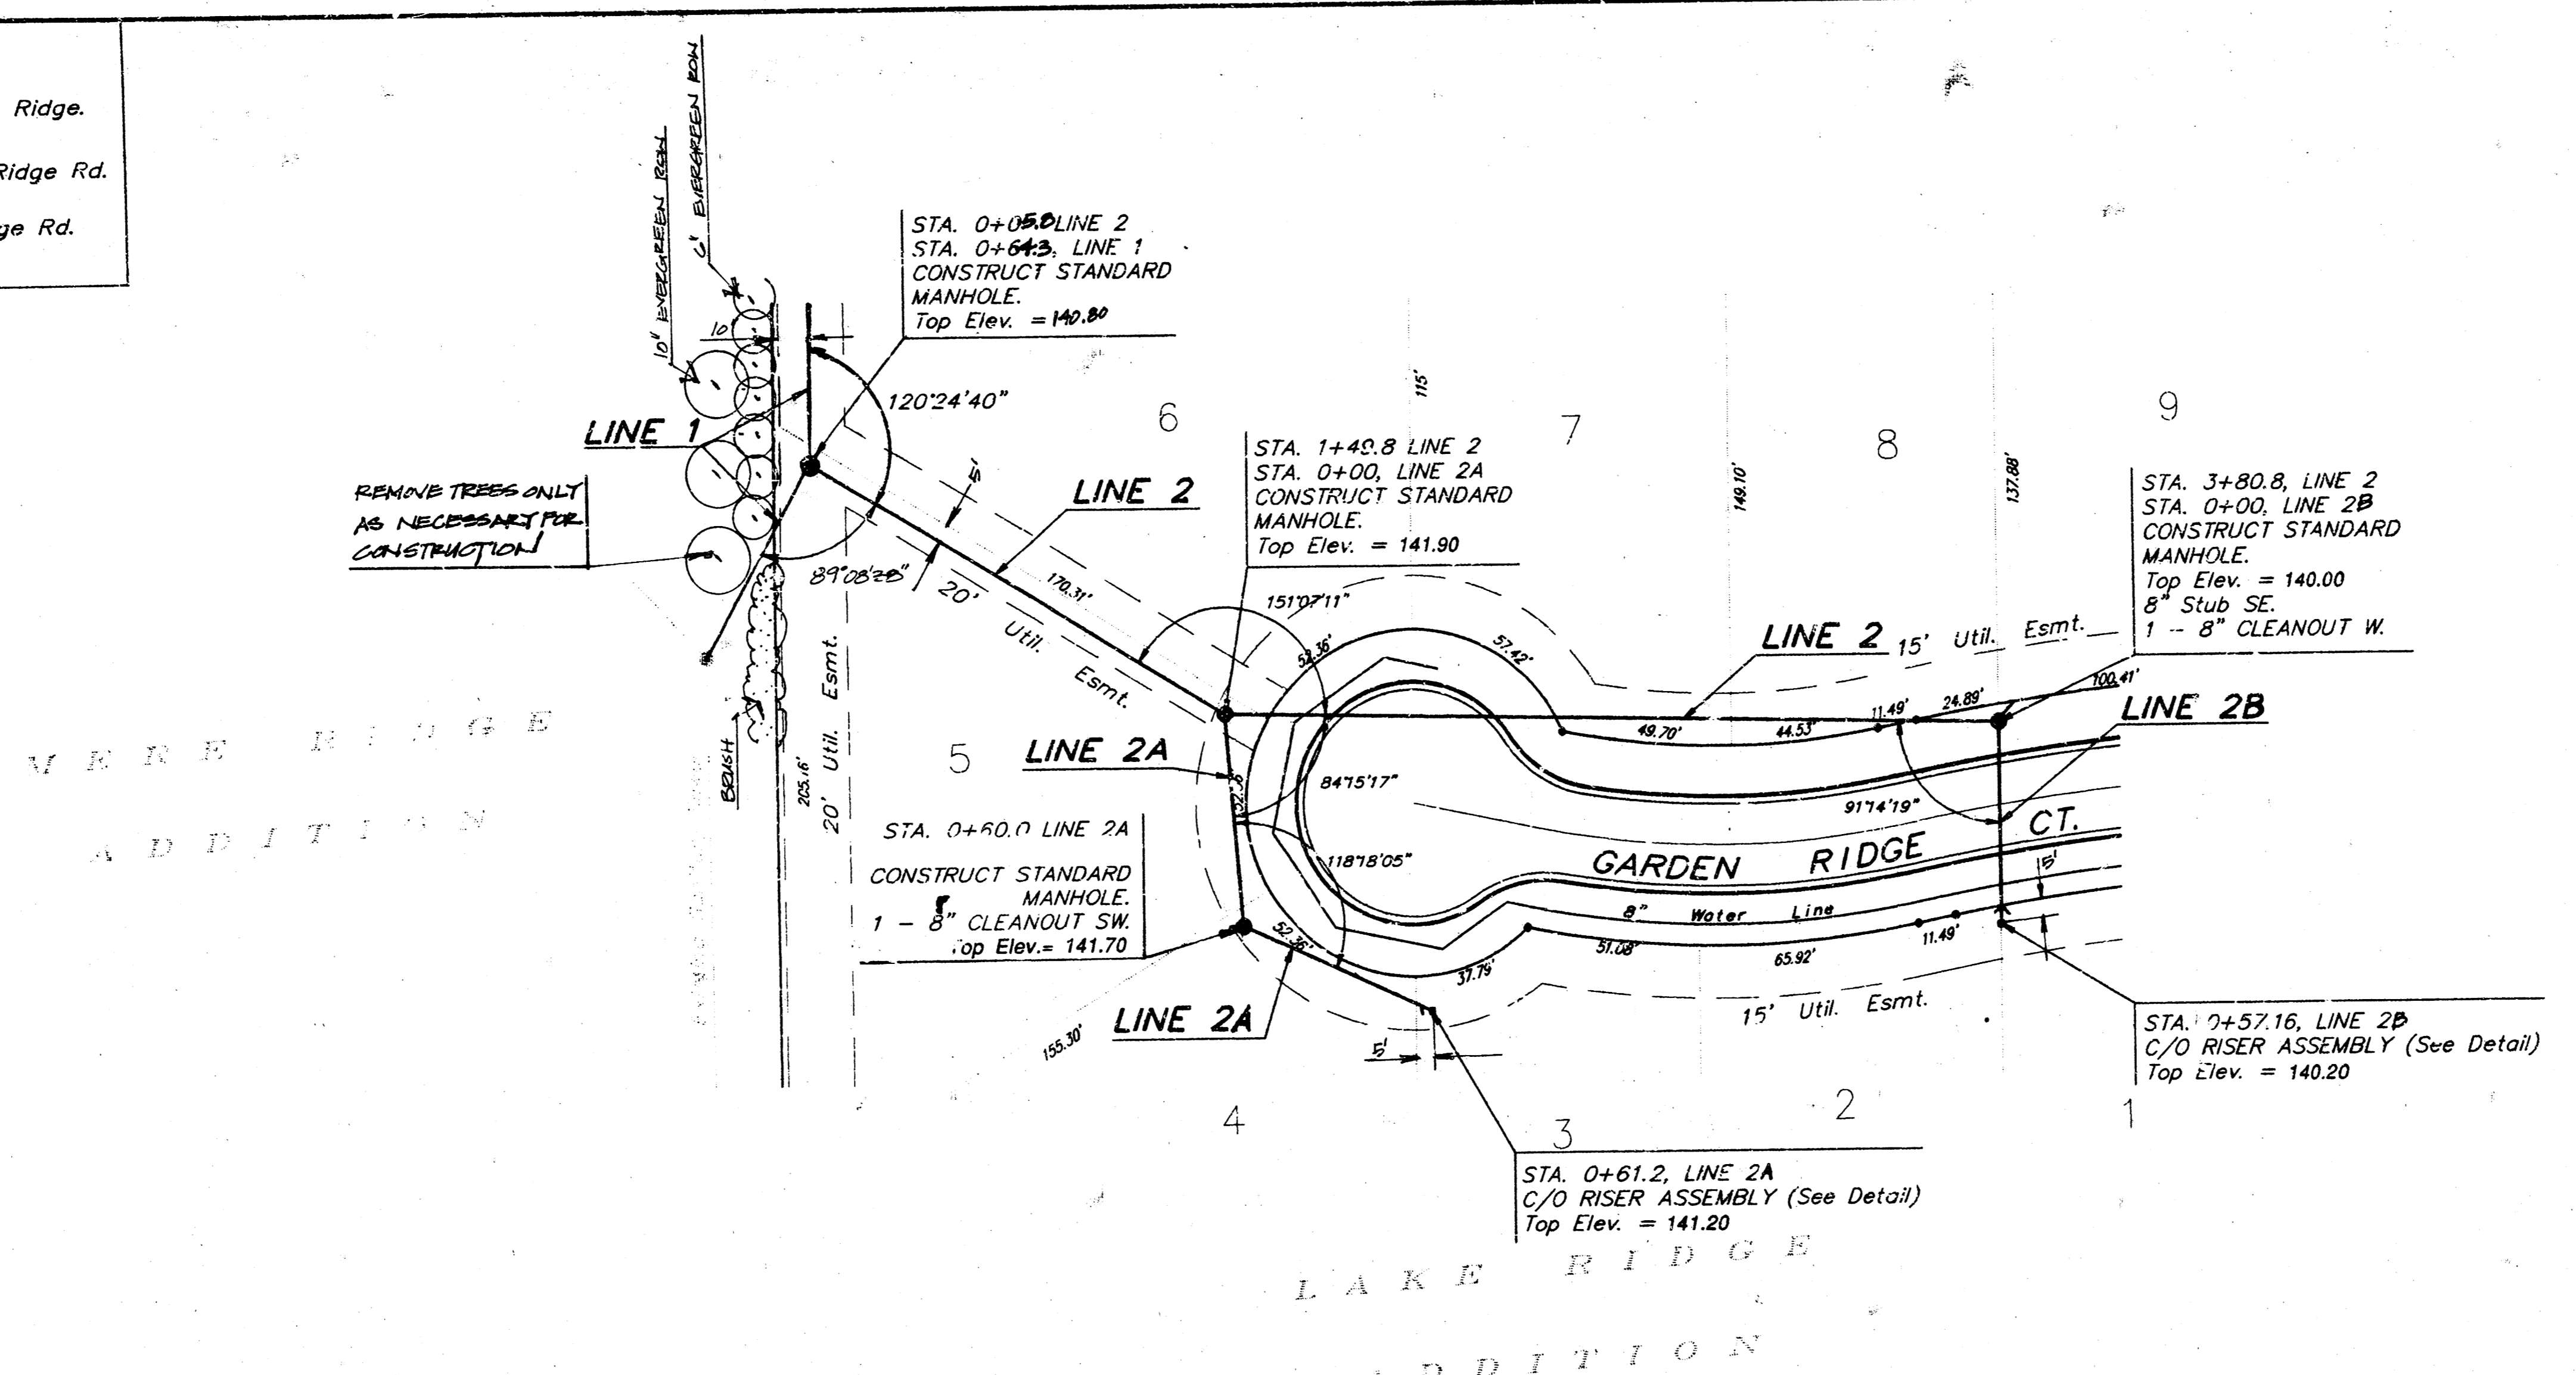 Ridge.
Ridge Rd.
ge Rd.
10" EVERGREEN ROW
6' EVERGREEN ROW
STA. 0+05.8 LINE 2
STA. 0+64.3, LINE 1
CONSTRUCT STANDARD
MANHOLE.
Top Elev. = 140.80
10'
120°24'40"
LINE 1
REMOVE TREES ONLY
AS NECESSARY FOR
CONSTRUCTION
89°08'28"
5'
20'
Util.
Esmt.
170.31'
LINE 2
6
115'
7
149.10'
8
137.88'
9
STA. 1+49.8 LINE 2
STA. 0+00, LINE 2A
CONSTRUCT STANDARD
MANHOLE.
Top Elev. = 141.90
STA. 3+80.8, LINE 2
STA. 0+00, LINE 2B
CONSTRUCT STANDARD
MANHOLE.
Top Elev. = 140.00
8" Stub SE.
1 -- 8" CLEANOUT W.
151°07'11"
52.36'
57.42'
LINE 2
15' Util. Esmt.
100.41'
24.89'
11.49'
44.53'
49.70'
LINE 2B
MERE RIDGE
ADDITION
BRUSH
205.16'
20' Util. Esmt.
5
LINE 2A
52.36'
84°15'17"
91°14'19"
118°18'05"
GARDEN RIDGE CT.
5'
8" Water Line
STA. 0+60.0 LINE 2A
CONSTRUCT STANDARD
MANHOLE.
1 - 8" CLEANOUT SW.
Top Elev.= 141.70
52.36'
37.79'
51.08'
65.92'
11.49'
15' Util. Esmt.
LINE 2A
155.30'
5'
STA. 0+57.16, LINE 2B
C/O RISER ASSEMBLY (See Detail)
Top Elev. = 140.20
4
3
2
1
STA. 0+61.2, LINE 2A
C/O RISER ASSEMBLY (See Detail)
Top Elev. = 141.20
LAKE RIDGE
ADDITION